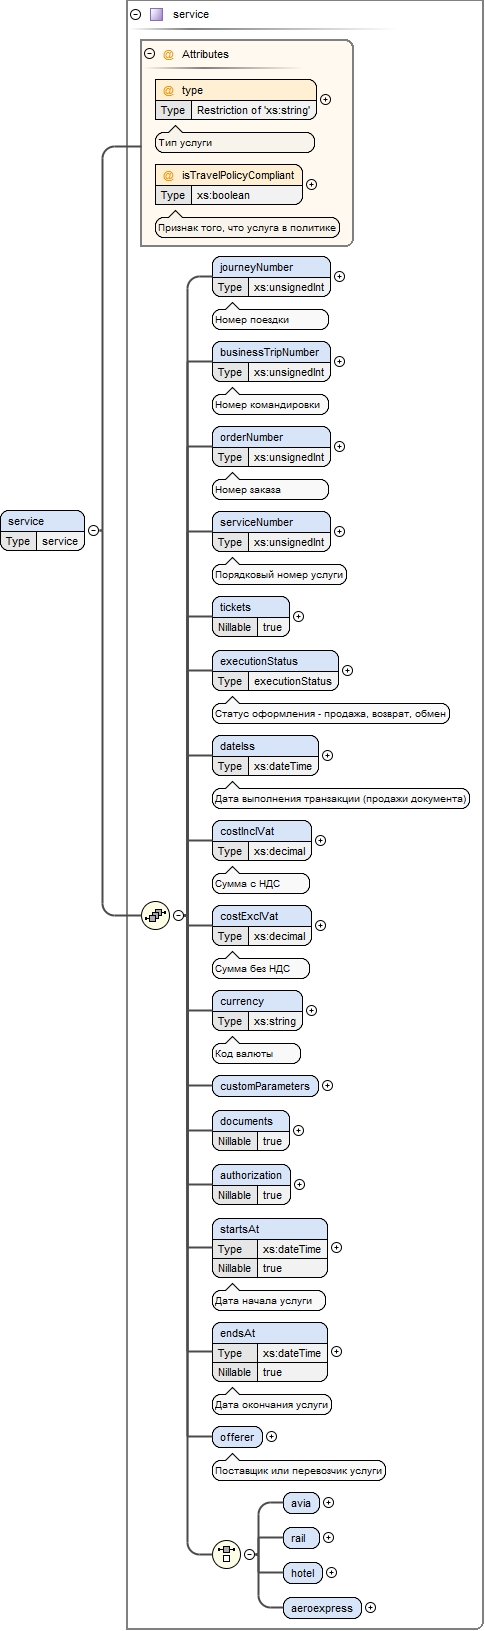 service
Attributes
@ type
Type Restriction of 'xs:string'
Тип услуги
@ isTravelPolicyCompliant
Type xs:boolean
Признак того, что услуга в политике
journeyNumber
Type xs:unsignedInt
Номер поездки
businessTripNumber
Type xs:unsignedInt
Номер командировки
orderNumber
Type xs:unsignedInt
Номер заказа
serviceNumber
Type xs:unsignedInt
Порядковый номер услуги
service
Type service
tickets
Nillable true
executionStatus
Type executionStatus
Статус оформления - продажа, возврат, обмен
dateIss
Type xs:dateTime
Дата выполнения транзакции (продажи документа)
costInclVat
Type xs:decimal
Сумма с НДС
costExclVat
Type xs:decimal
Сумма без НДС
currency
Type xs:string
Код валюты
customParameters
documents
Nillable true
authorization
Nillable true
startsAt
Type xs:dateTime
Nillable true
Дата начала услуги
endsAt
Type xs:dateTime
Nillable true
Дата окончания услуги
offerer
Поставщик или перевозчик услуги
avia
rail
hotel
aeroexpress